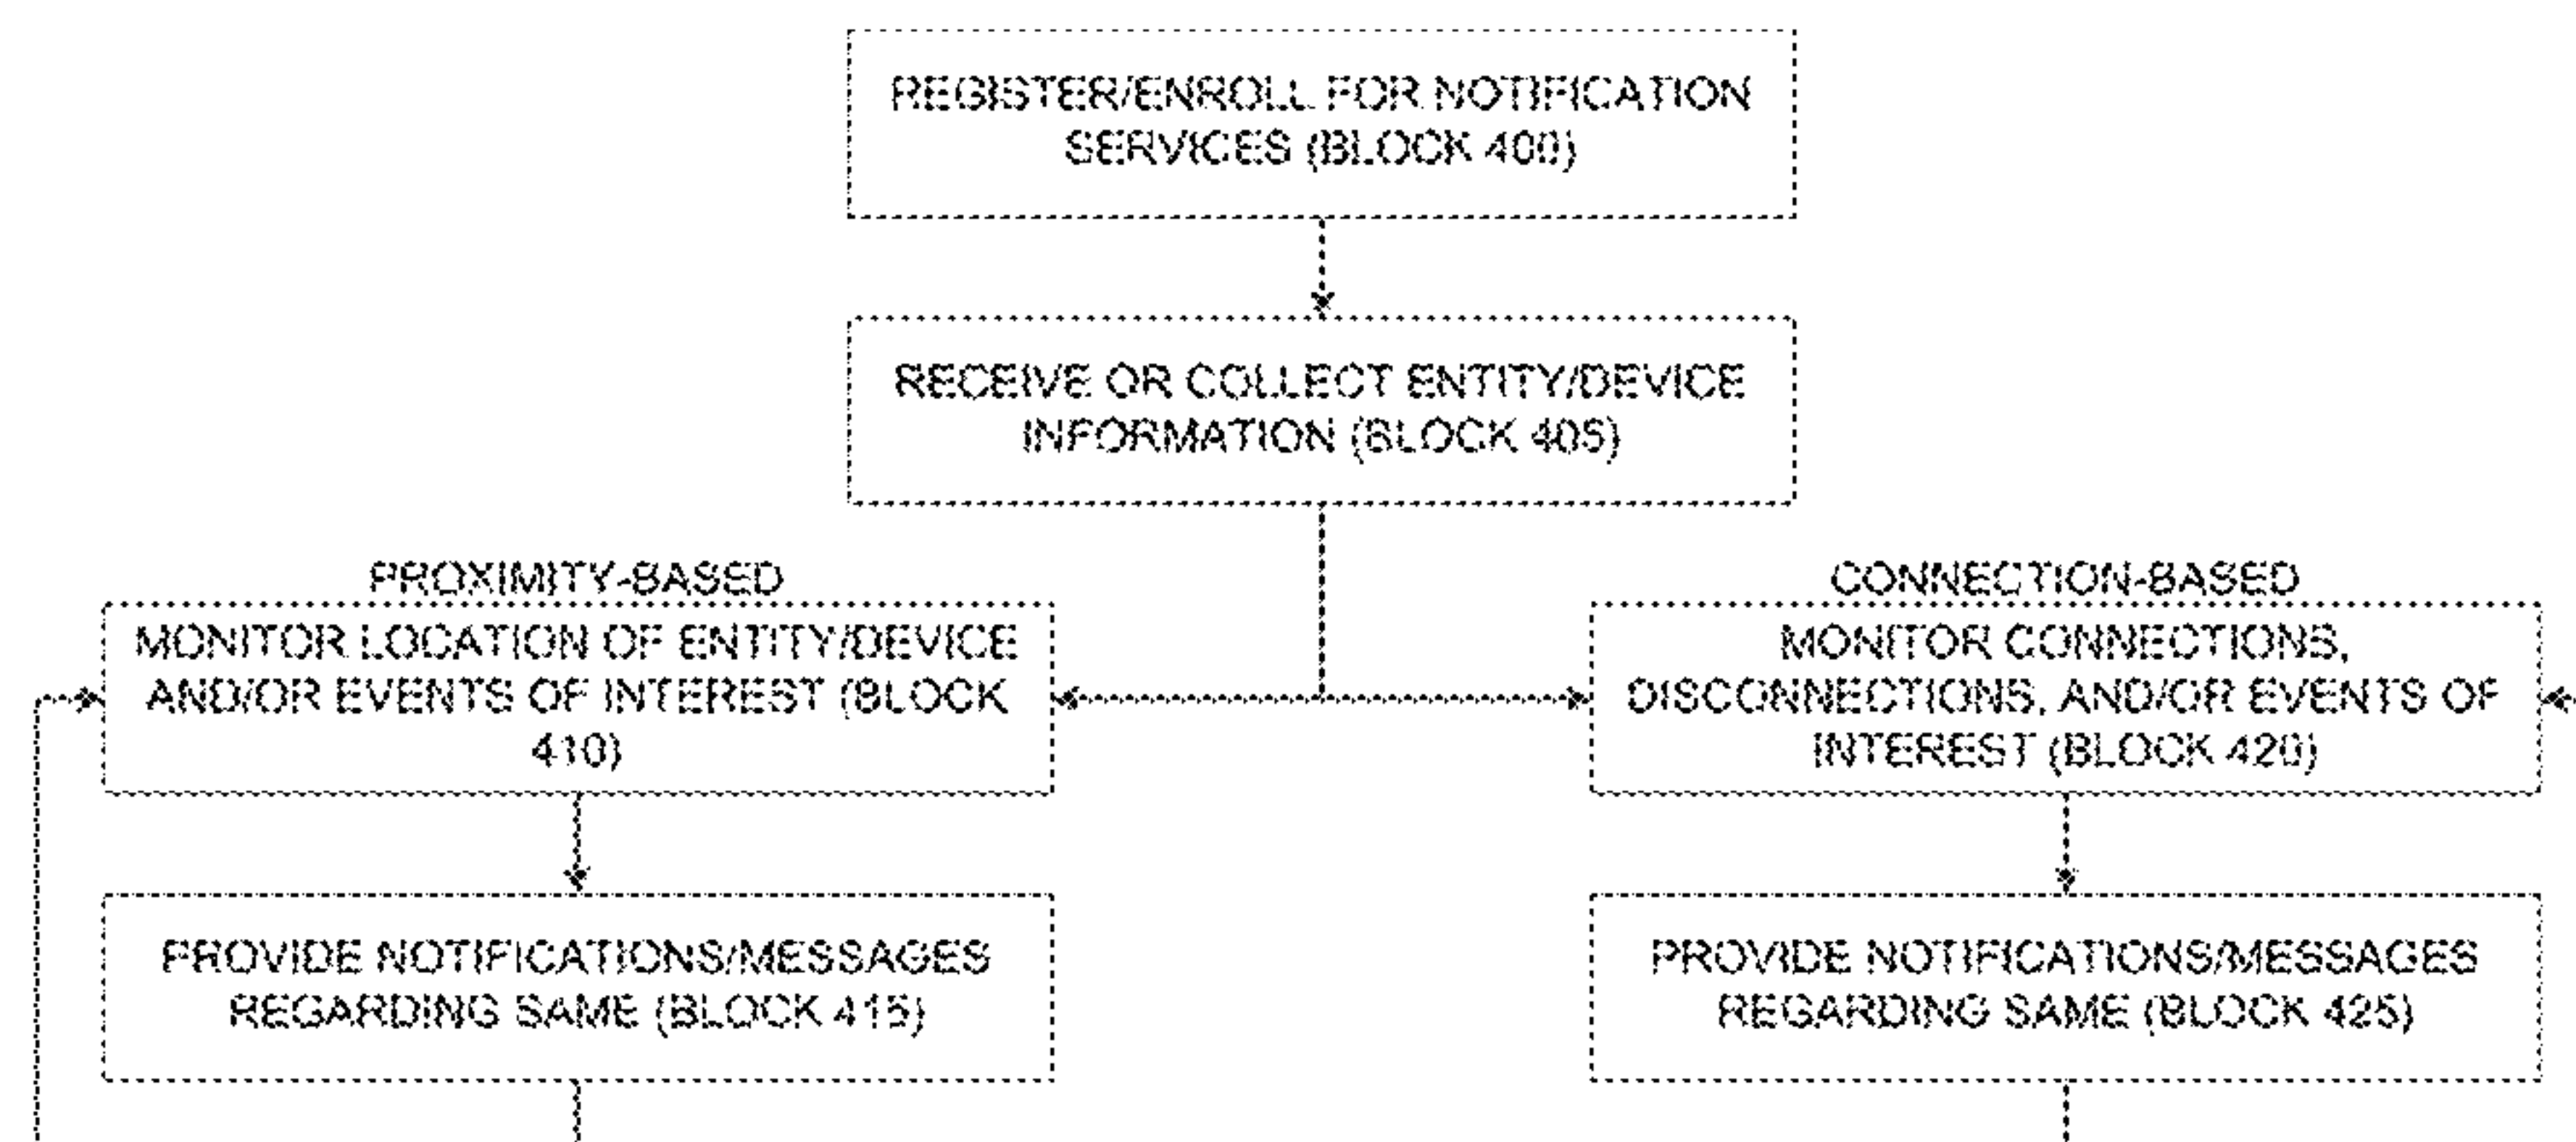 REGISTER/ENROLL FOR NOTIFICATION
SERVICES (BLOCK 400)
RECEIVE OR COLLECT ENTITY/DEVICE
INFORMATION (BLOCK 405)
PROXIMITY-BASED
MONITOR LOCATION OF ENTITY/DEVICE
AND/OR EVENTS OF INTEREST (BLOCK
410)
PROVIDE NOTIFICATIONS/MESSAGES
REGARDING SAME (BLOCK 415)
CONNECTION-BASED
MONITOR CONNECTIONS,
DISCONNECTIONS, AND/OR EVENTS OF
INTEREST (BLOCK 420)
PROVIDE NOTIFICATIONS/MESSAGES
REGARDING SAME (BLOCK 425)